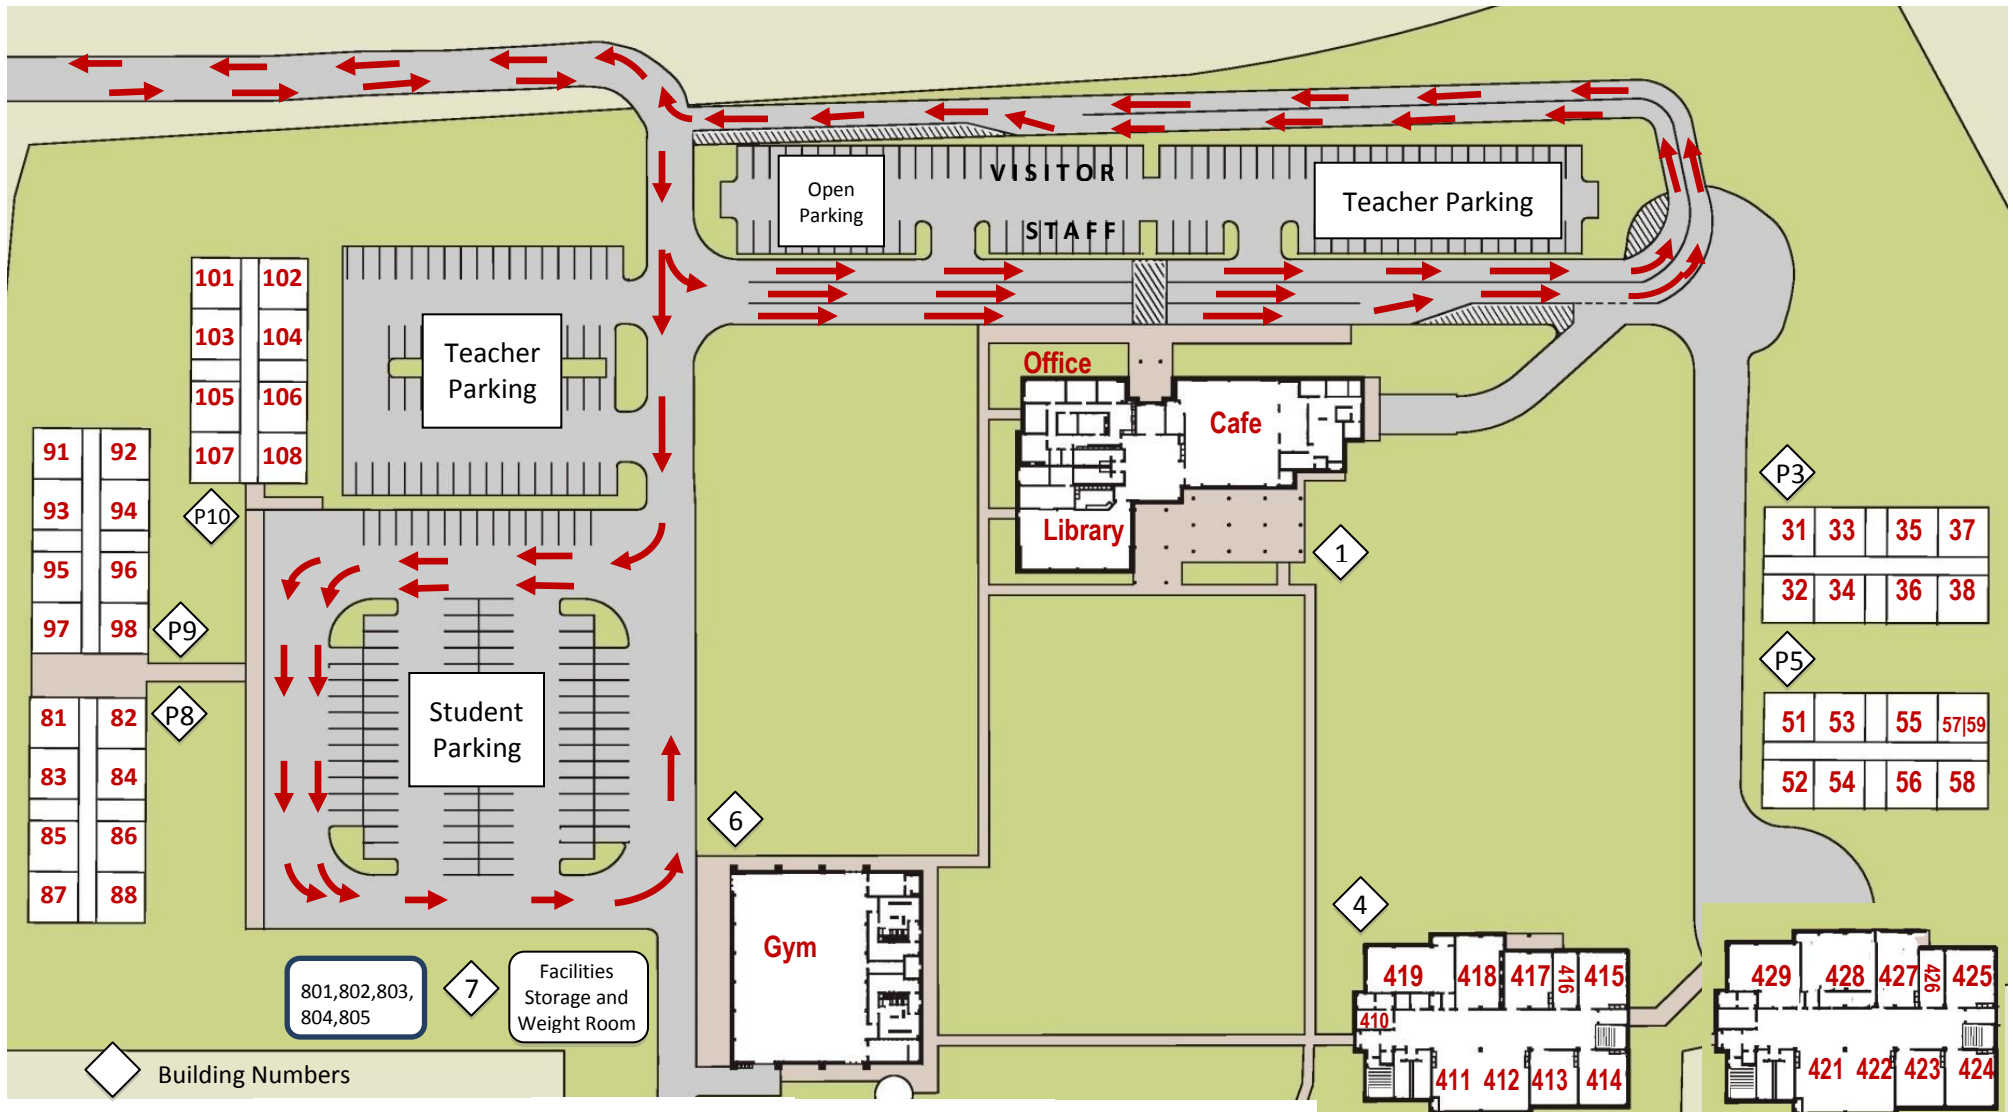 Open
Parking
VISITOR
STAFF
Teacher Parking
101 102
103 104
105 106
107 108
P10
Teacher
Parking
91 92
93 94
95 96
97 98
P9
81 82
83 84
85 86
87 88
P8
Student
Parking
Office
Cafe
Library
1
P3
31 33 35 37
32 34 36 38
P5
51 53 55 57|59
52 54 56 58
6
Gym
4
419 418 417 416 415
410
411 412 413 414
429 428 427 426 425
421 422 423 424
801,802,803,
804,805
7
Facilities
Storage and
Weight Room
Building Numbers